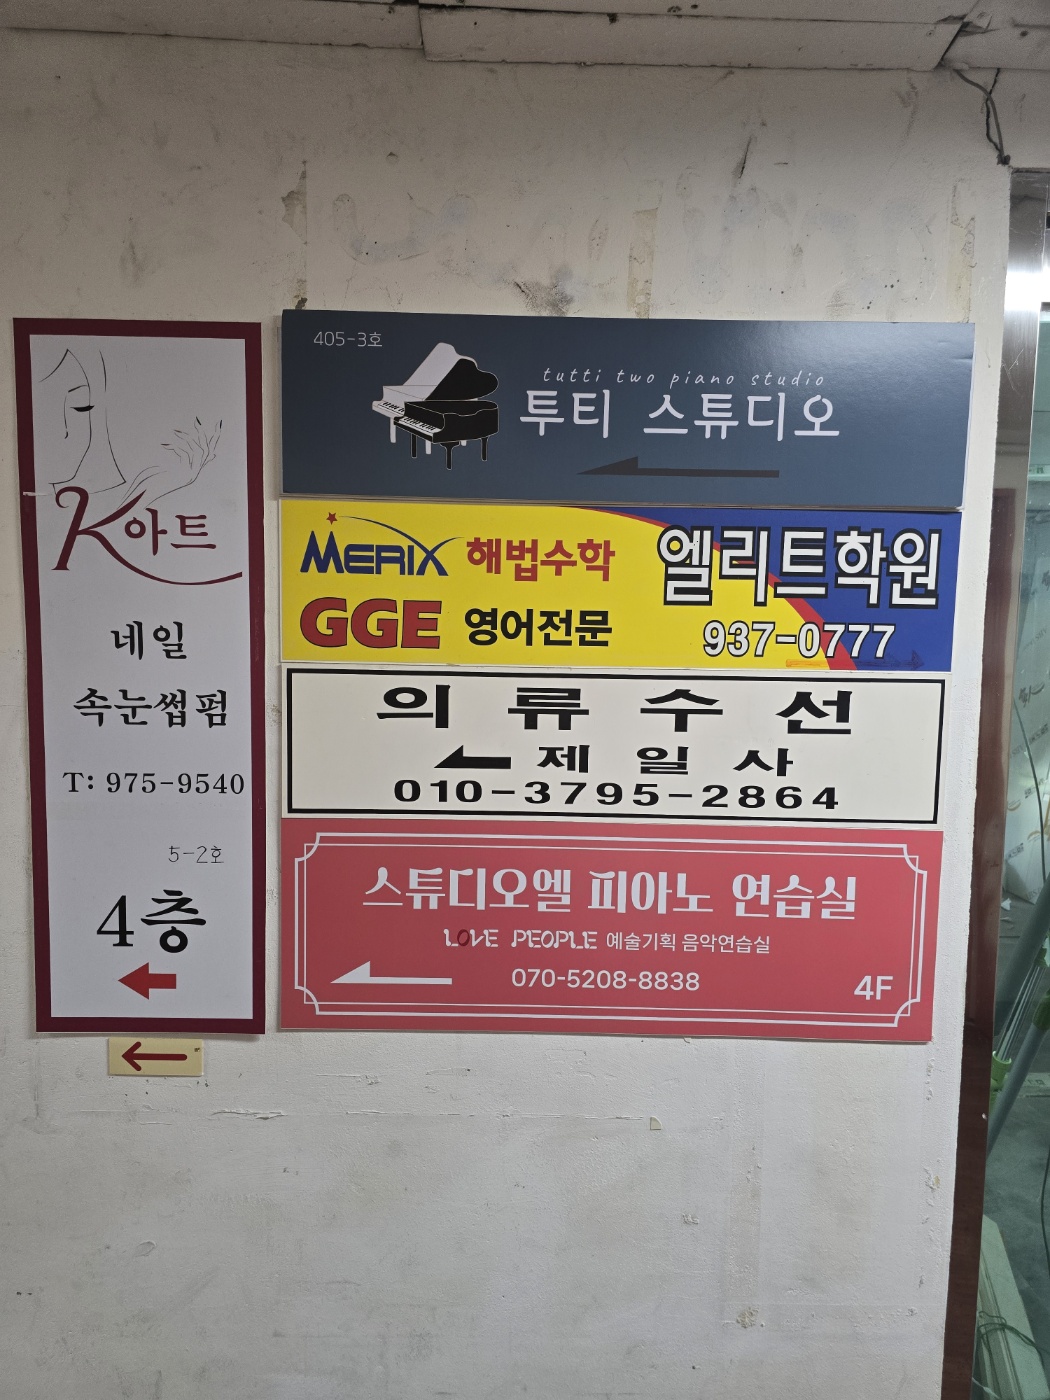 K아트
네일
속눈썹펌
T: 975-9540
5-2호
4층
405-3호
tutti two piano studio
투티 스튜디오
MERIX 해법수학
GGE 영어전문
엘리트학원
937-0777
의류수선
제일사
010-3795-2864
스튜디오엘 피아노 연습실
LOVE PEOPLE 예술기획 음악연습실
070-5208-8838
4F